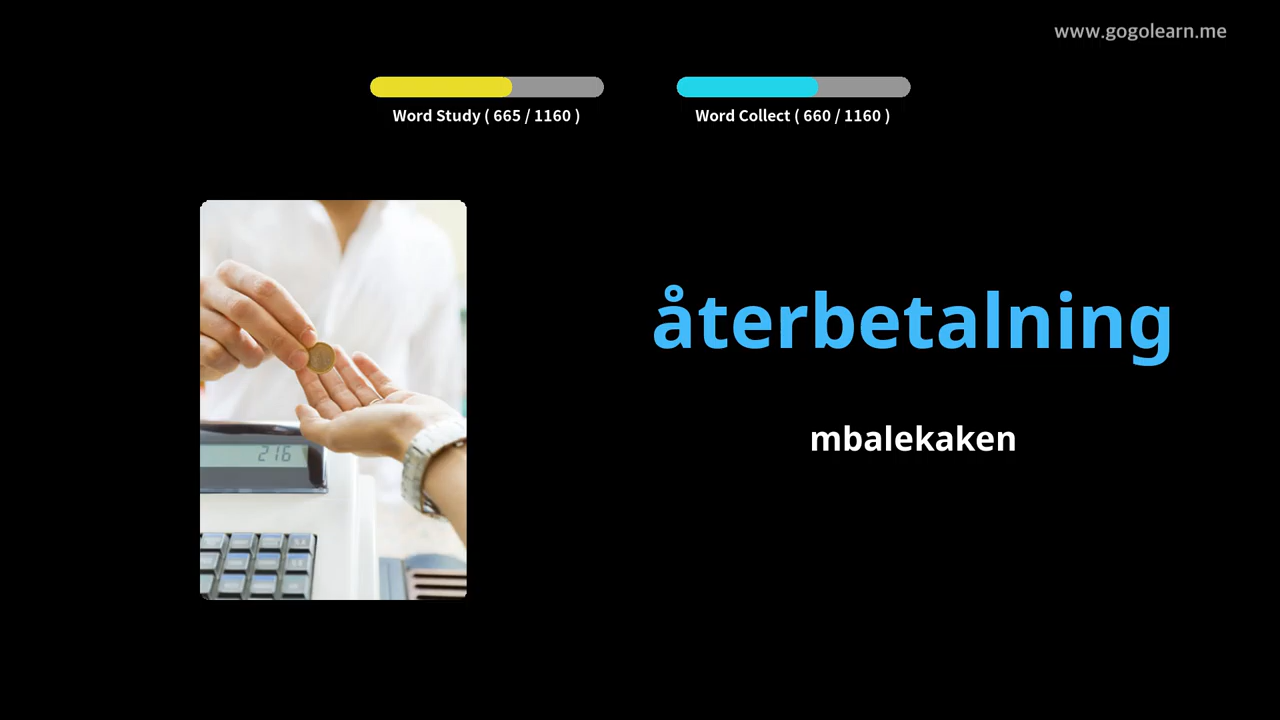 www.gogolearn.me
Word Study ( 665 / 1160 )
Word Collect ( 660 / 1160 )
återbetalning
mbalekaken
216